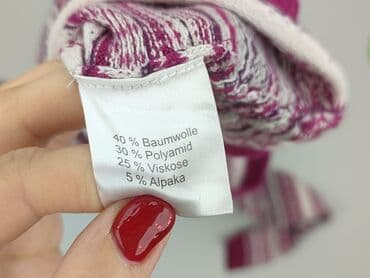 40 % Baumwolle
30 % Polyamid
25 % Viskose
5 % Alpaka